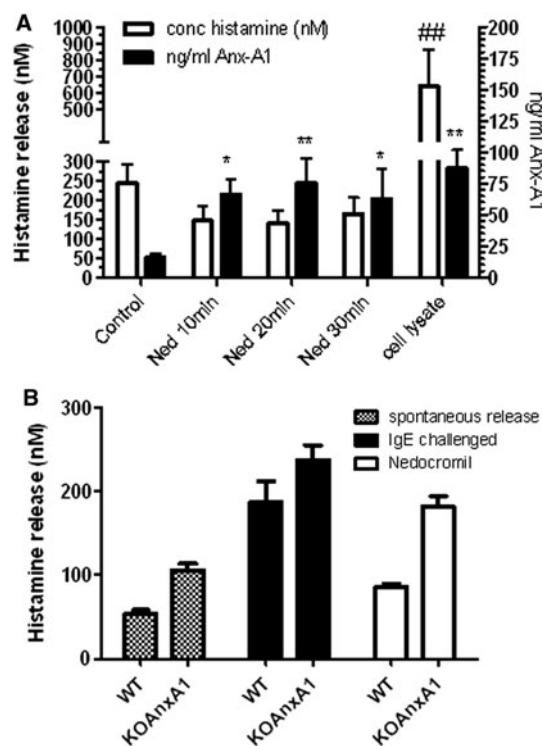 A
conc histamine (nM)
ng/ml Anx-A1
Histamine release (nM)
1000
900
800
700
600
500
300
250
200
150
100
50
0
##
* ** * **
200
175
150
125
100
75
50
25
0
ng/ml Anx-A1
Control
Ned 10min
Ned 20min
Ned 30min
cell lysate
B
spontaneous release
IgE challenged
Nedocromil
Histamine release (nM)
300
200
100
0
WT
KOAnxA1
WT
KOAnxA1
WT
KOAnxA1